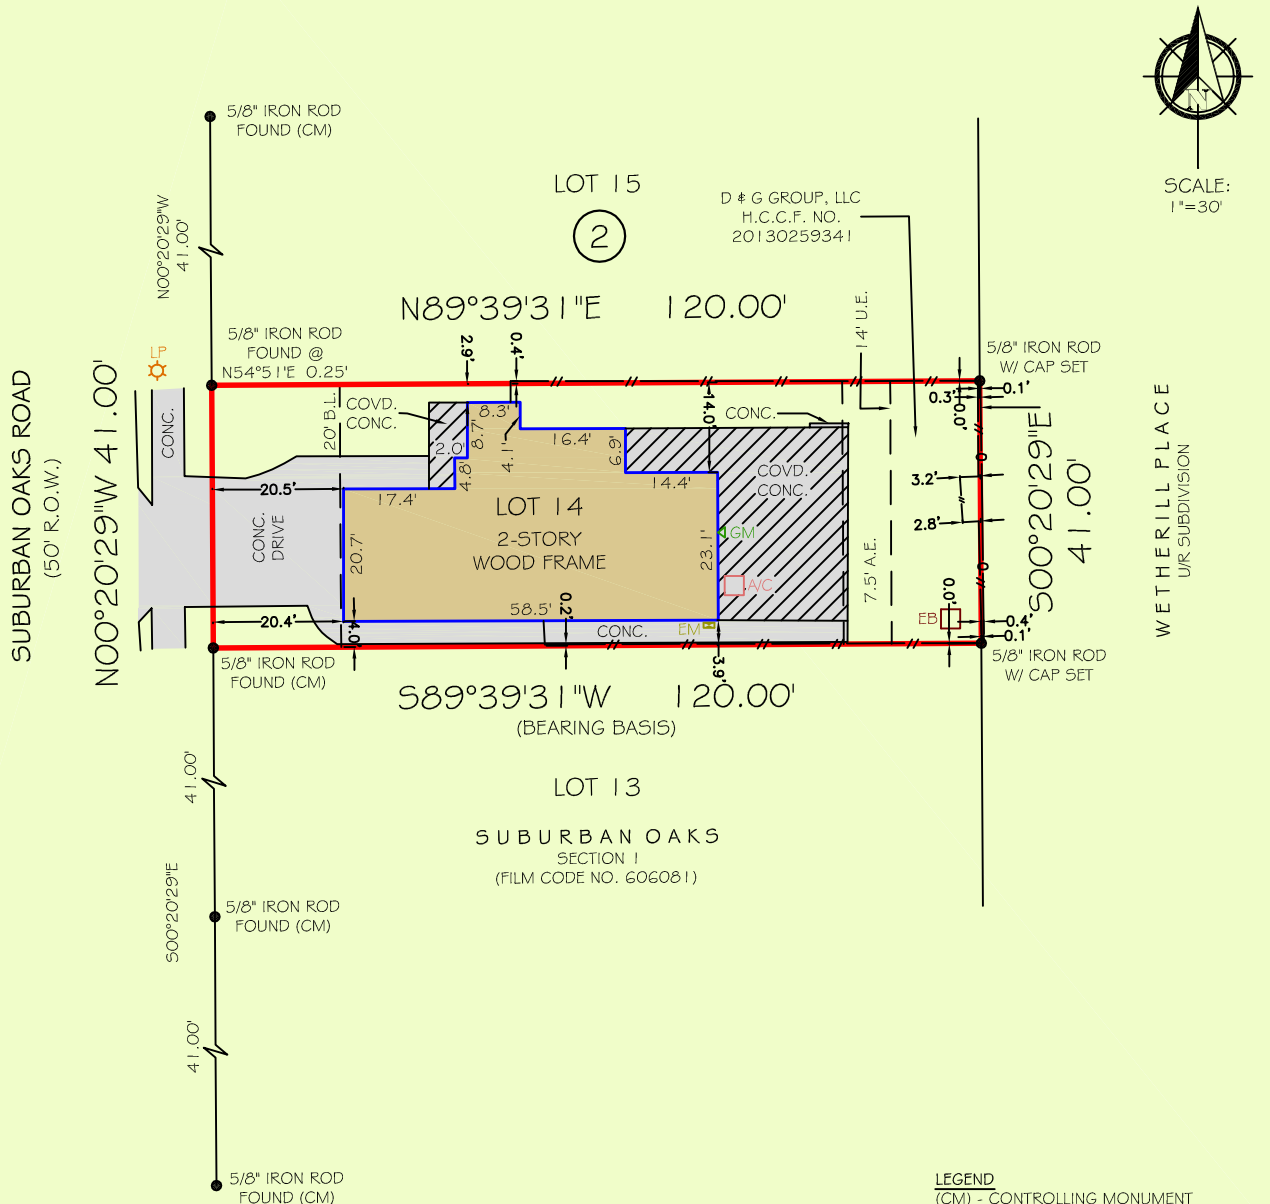 5/8" IRON ROD
FOUND (CM)
N00°20'29"W
41.00'
LOT 15
2
D & G GROUP, LLC
H.C.C.F. NO.
20130259341
N
SCALE:
1"=30'
N89°39'31"E 120.00'
14' U.E.
5/8" IRON ROD
FOUND @
N54°51'E 0.25'
LP
2.9'
0.4'
5/8" IRON ROD
W/ CAP SET
0.1'
0.3'
0.0'
SUBURBAN OAKS ROAD
(50' R.O.W.)
N00°20'29"W 41.00'
CONC.
20' B.L.
COVD.
CONC.
8.3'
8.7'
2.0'
4.8'
4.1'
16.4'
6.9'
14.0'
14.4'
CONC.
COVD.
CONC.
17.4'
20.5'
CONC.
DRIVE
20.7'
LOT 14
2-STORY
WOOD FRAME
23.1'
GM
A/C
7.5' A.E.
3.2'
2.8'
S00°20'29"E
41.00'
WETHERILL PLACE
U/R SUBDIVISION
58.5'
0.2'
20.4'
4.0'
CONC.
EM
3.9'
EB
0.0'
0.4'
0.1'
5/8" IRON ROD
FOUND (CM)
5/8" IRON ROD
W/ CAP SET
S89°39'31"W 120.00'
(BEARING BASIS)
41.00'
LOT 13
SUBURBAN OAKS
SECTION 1
(FILM CODE NO. 606081)
S00°20'29"E
5/8" IRON ROD
FOUND (CM)
41.00'
5/8" IRON ROD
FOUND (CM)
LEGEND
(CM) - CONTROLLING MONUMENT